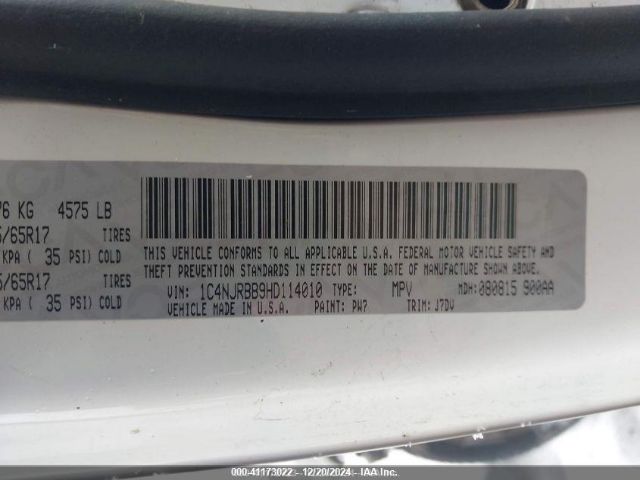 76 KG 4575 LB
/65R17 TIRES
KPA ( 35 PSI) COLD
/65R17 TIRES
KPA ( 35 PSI) COLD
THIS VEHICLE CONFORMS TO ALL APPLICABLE U.S.A. FEDERAL MOTOR VEHICLE SAFETY AND
THEFT PREVENTION STANDARDS IN EFFECT ON THE DATE OF MANUFACTURE SHOWN ABOVE.
VIN: 1C4NJRBB9HD114010 TYPE: MPV MDH: 080815 900AA
VEHICLE MADE IN U.S.A. PAINT: PW7 TRIM: J7DV
000-41173022 - 12/20/2024 - IAA Inc.